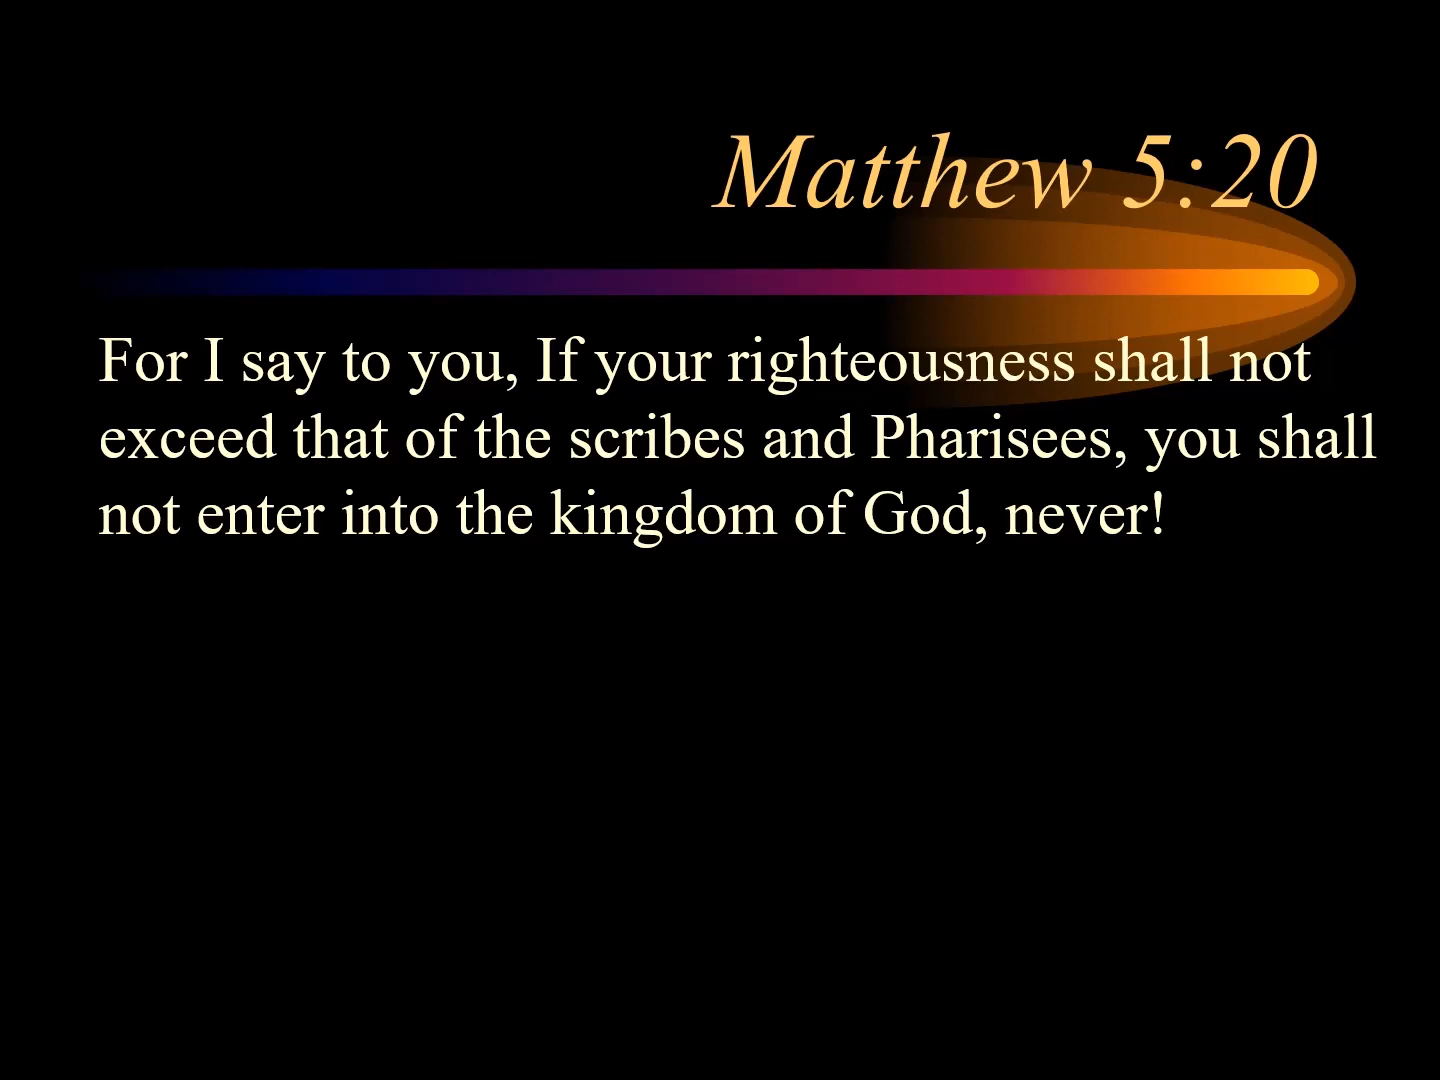 Matthew 5:20
For I say to you, If your righteousness shall not
exceed that of the scribes and Pharisees, you shall
not enter into the kingdom of God, never!